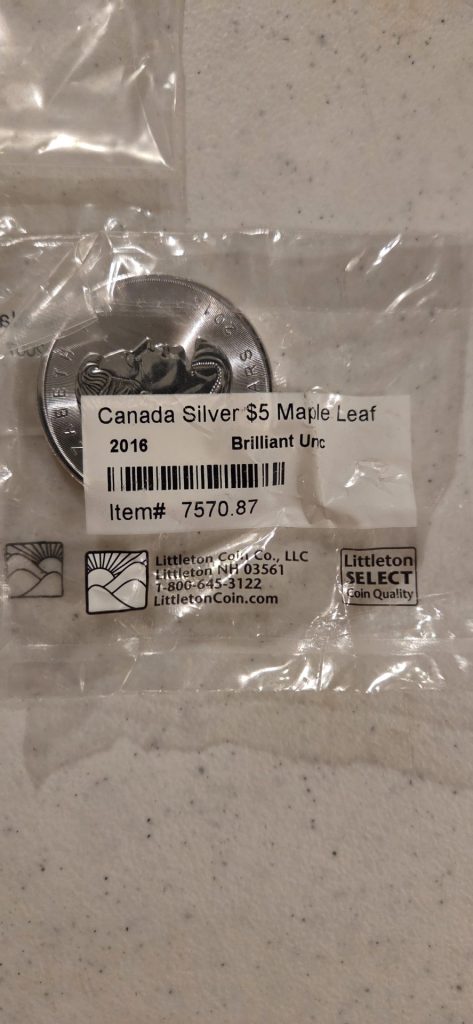 Canada Silver $5 Maple Leaf
2016 Brilliant Unc
Item# 7570.87
Littleton Coin Co., LLC
Littleton NH 03561
1-800-645-3122
LittletonCoin.com
Littleton
SELECT
Coin Quality